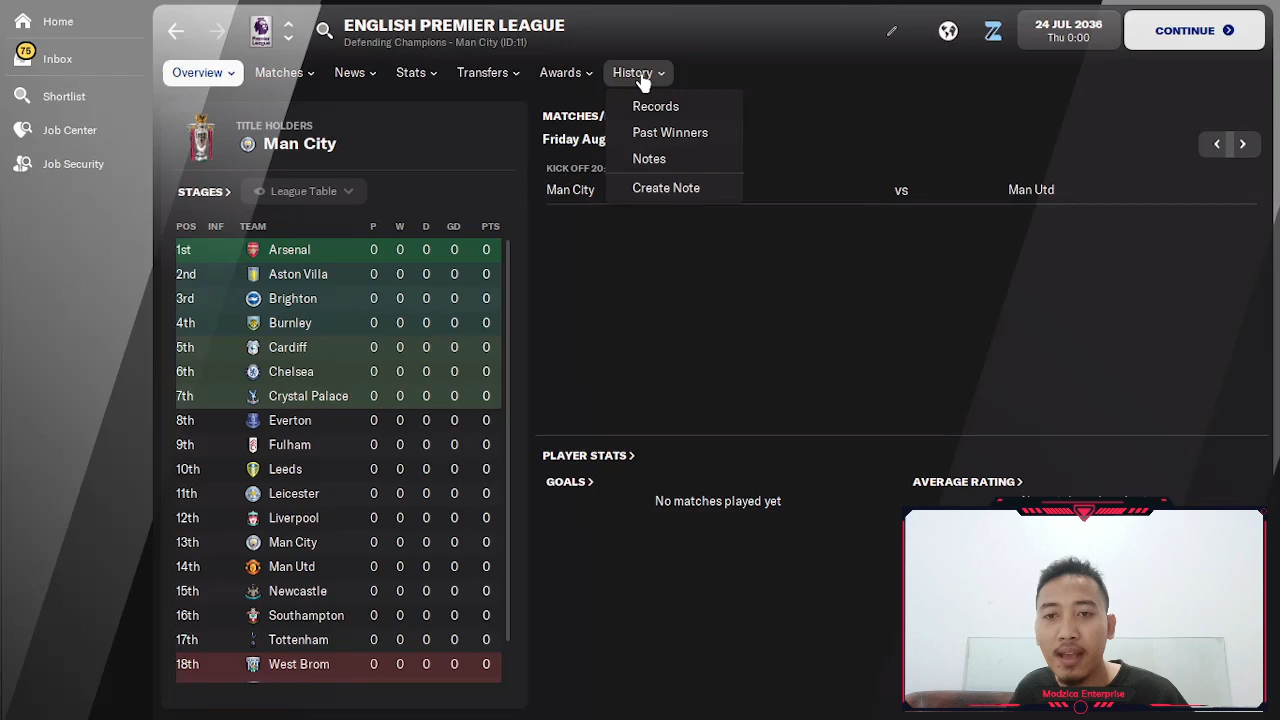 Home
75
Inbox
Shortlist
Job Center
Job Security
ENGLISH PREMIER LEAGUE
Defending Champions - Man City (ID:11)
24 JUL 2036
Thu 0:00
CONTINUE
Overview
Matches
News
Stats
Transfers
Awards
History
Records
Past Winners
Notes
Create Note
TITLE HOLDERS
Man City
STAGES
League Table
POS INF TEAM P W D GD PTS
1st Arsenal 0 0 0 0 0
2nd Aston Villa 0 0 0 0 0
3rd Brighton 0 0 0 0 0
4th Burnley 0 0 0 0 0
5th Cardiff 0 0 0 0 0
6th Chelsea 0 0 0 0 0
7th Crystal Palace 0 0 0 0 0
8th Everton 0 0 0 0 0
9th Fulham 0 0 0 0 0
10th Leeds 0 0 0 0 0
11th Leicester 0 0 0 0 0
12th Liverpool 0 0 0 0 0
13th Man City 0 0 0 0 0
14th Man Utd 0 0 0 0 0
15th Newcastle 0 0 0 0 0
16th Southampton 0 0 0 0 0
17th Tottenham 0 0 0 0 0
18th West Brom 0 0 0 0 0
MATCHES/
Friday Aug
KICK OFF 20:
Man City vs Man Utd
PLAYER STATS
GOALS
No matches played yet
AVERAGE RATING
Modzica Enterprise